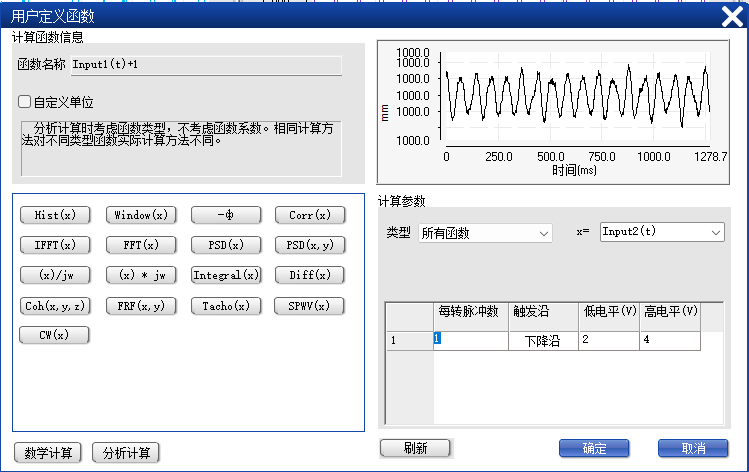 用户定义函数
计算函数信息
函数名称 Input1(t)+1
自定义单位
分析计算时考虑函数类型，不考虑函数系数。相同计算方
法对不同类型函数实际计算方法不同。
1000.0
1000.0
1000.0
1000.0
1000.0
1000.0
mm
0 250.0 500.0 750.0 1000.0 1278.7
时间(ms)
Hist(x) Window(x) -ф Corr(x)
IFFT(x) FFT(x) PSD(x) PSD(x,y)
(x)/jw (x) * jw Integral(x) Diff(x)
Coh(x,y,z) FRF(x,y) Tacho(x) SPWV(x)
CW(x)
计算参数
类型 所有函数 x= Input2(t)
每转脉冲数 触发沿 低电平(V) 高电平(V)
1 1 下降沿 2 4
数学计算 分析计算
刷新 确定 取消